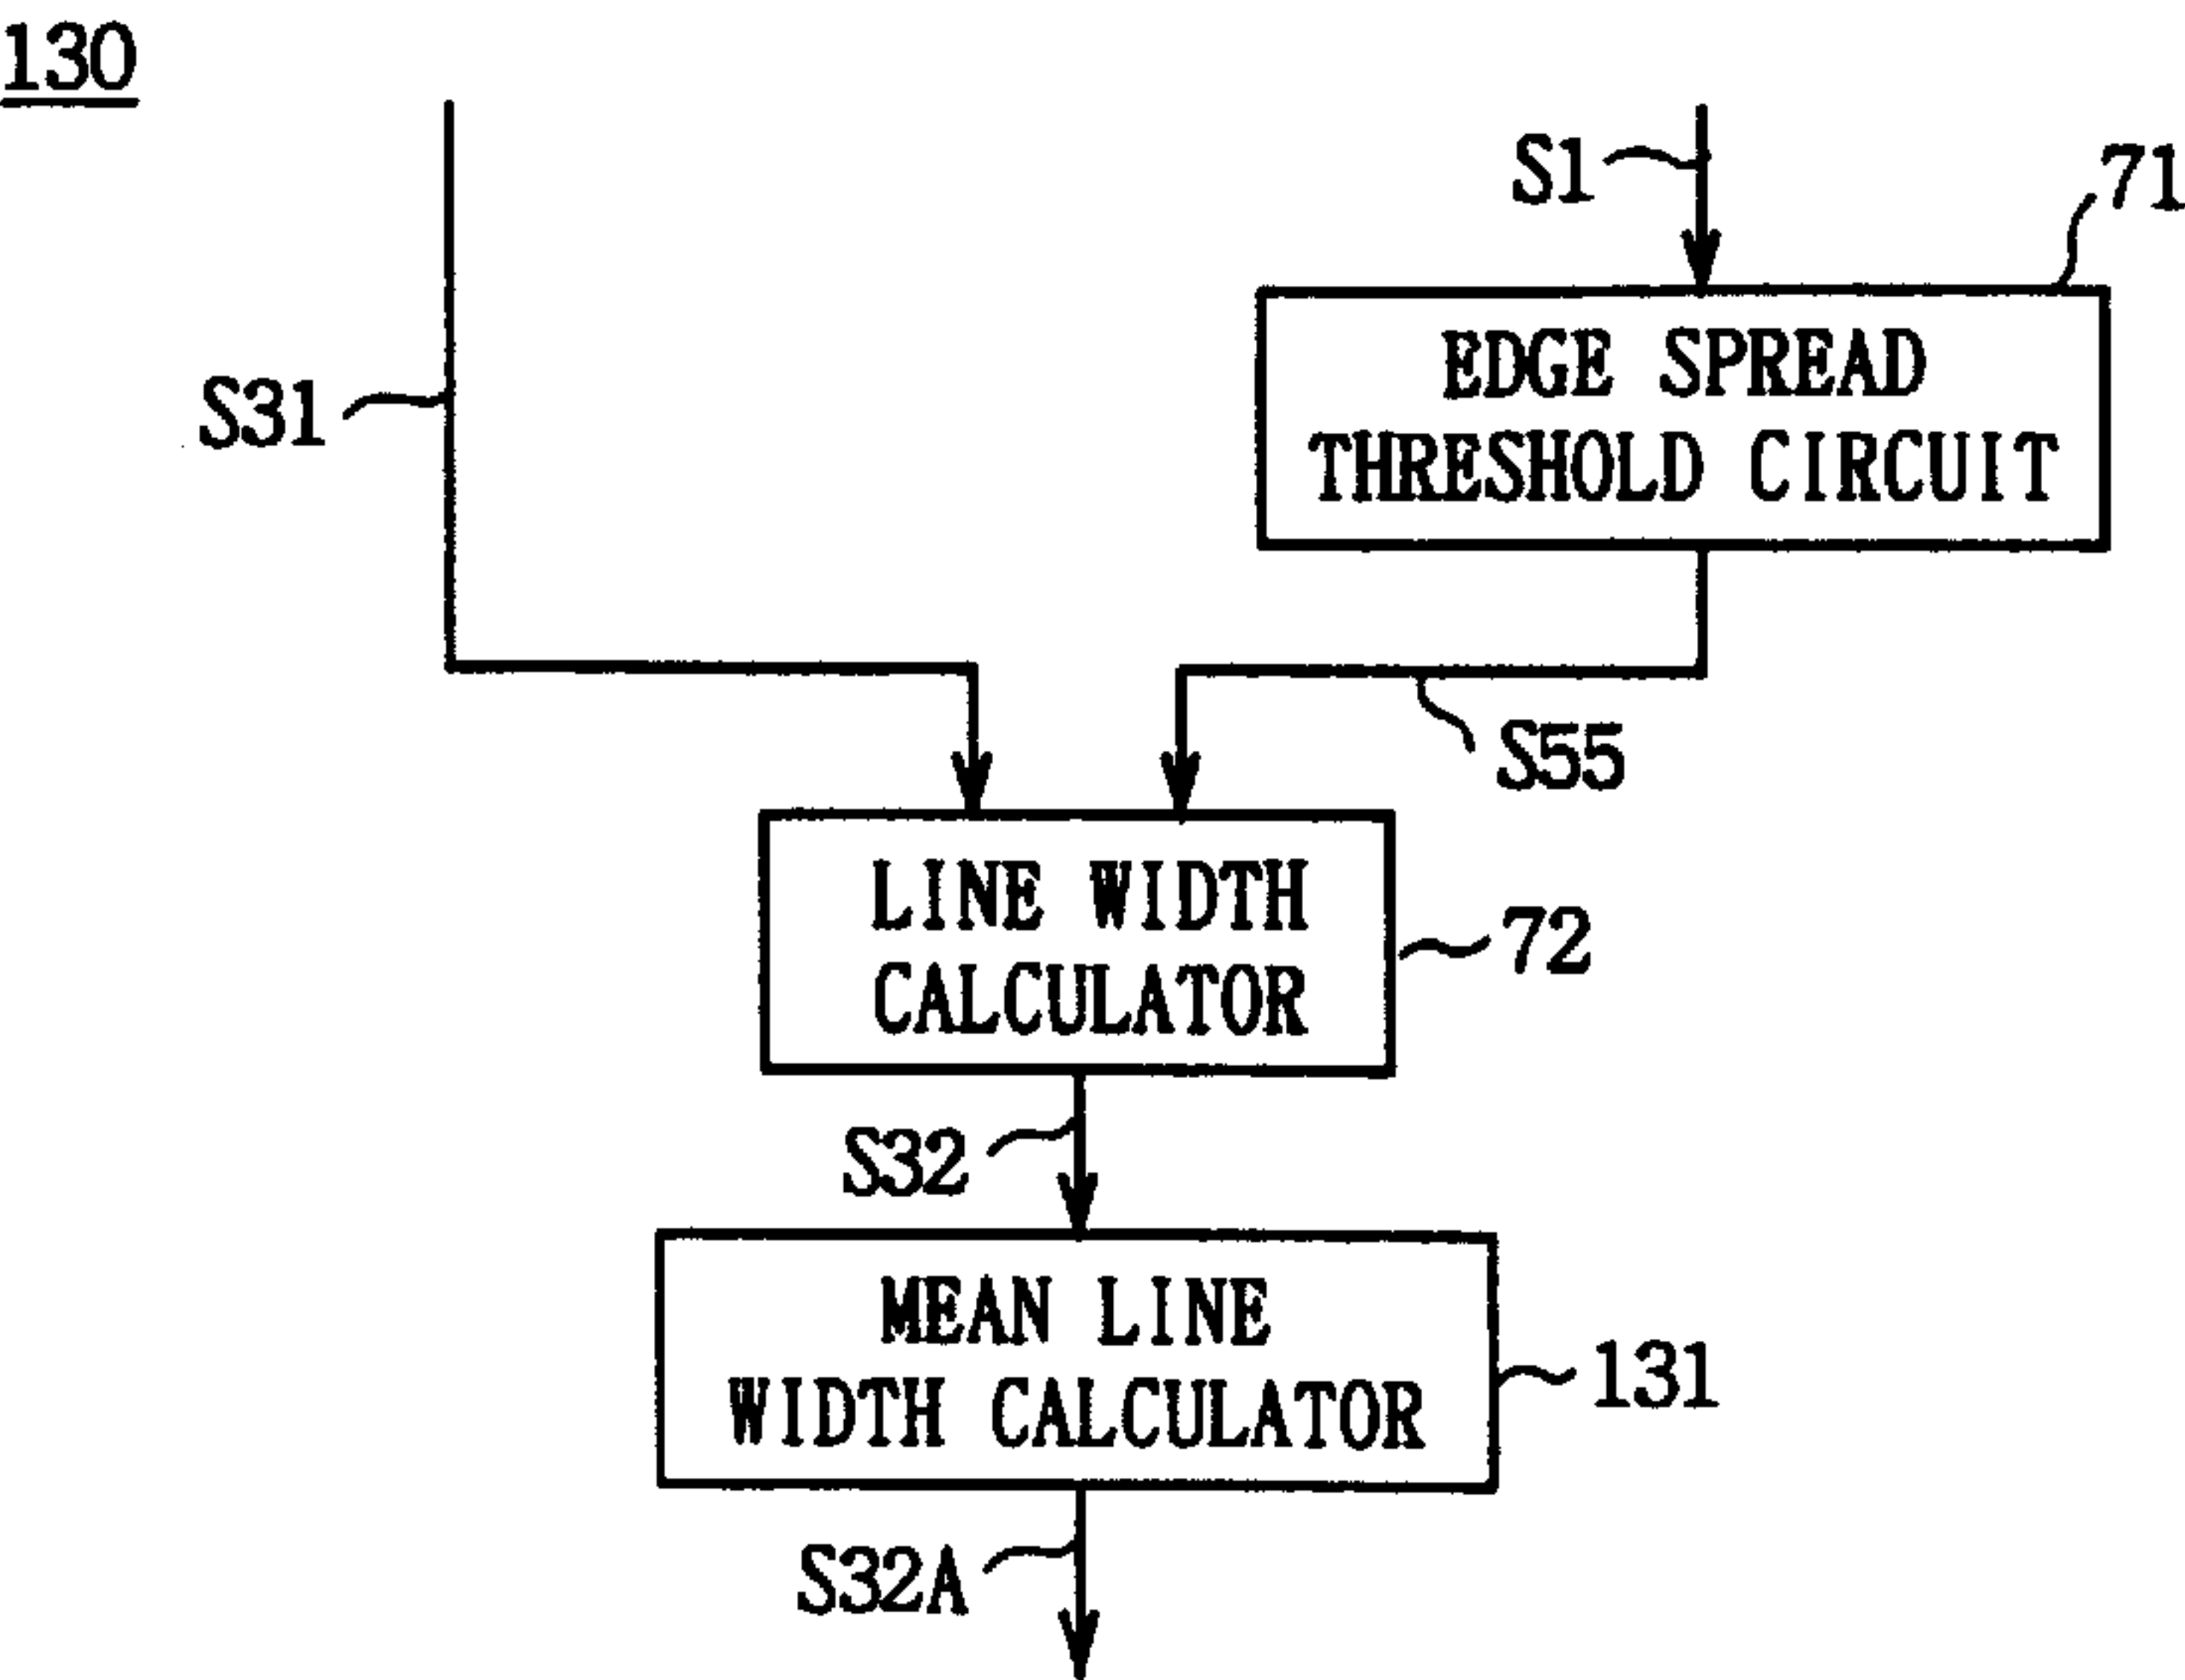 130
S1
71
EDGE SPREAD
THRESHOLD CIRCUIT
S31
S55
LINE WIDTH
CALCULATOR
72
S32
MEAN LINE
WIDTH CALCULATOR
131
S32A